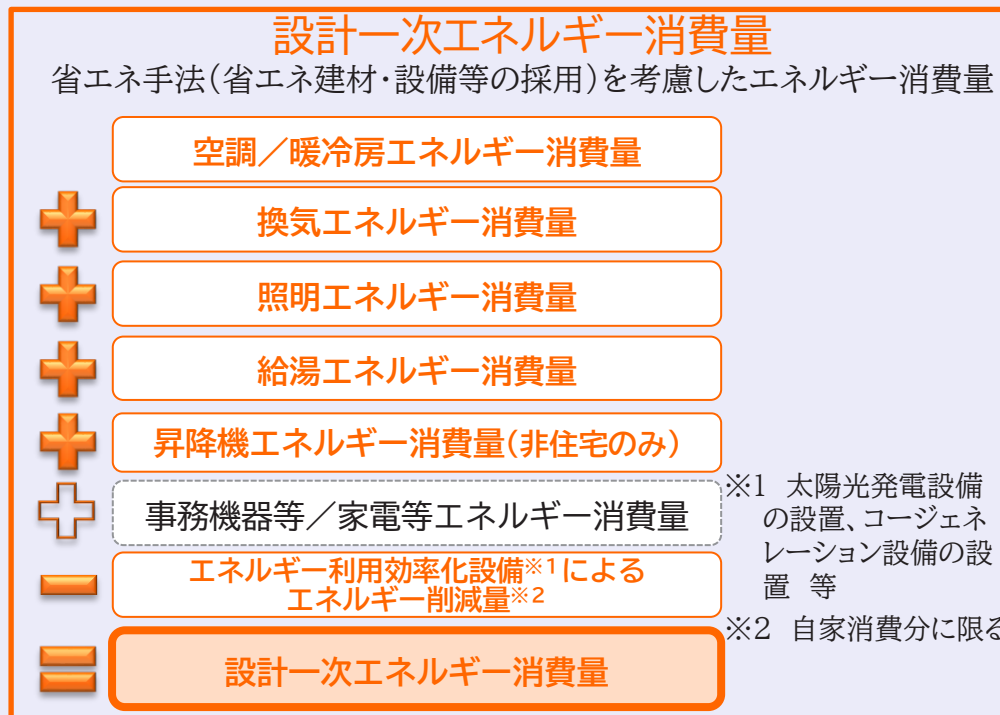 設計一次エネルギー消費量
省エネ手法(省エネ建材・設備等の採用)を考慮したエネルギー消費量
空調／暖冷房エネルギー消費量
換気エネルギー消費量
照明エネルギー消費量
給湯エネルギー消費量
昇降機エネルギー消費量(非住宅のみ)
事務機器等／家電等エネルギー消費量
エネルギー利用効率化設備※1による
エネルギー削減量※2
設計一次エネルギー消費量
※1 太陽光発電設備
の設置、コージェネ
レーション設備の設
置 等
※2 自家消費分に限る